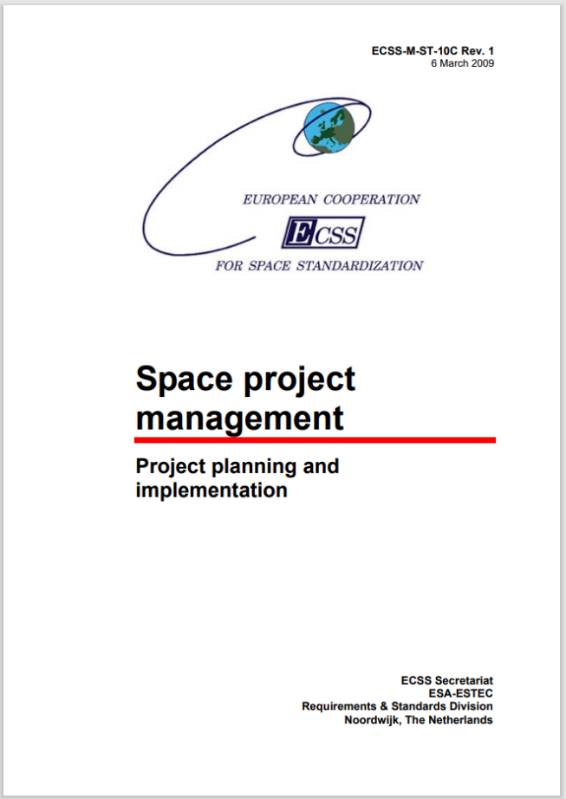 ECSS-M-ST-10C Rev. 1
6 March 2009
EUROPEAN COOPERATION
ECSS
FOR SPACE STANDARDIZATION
Space project
management
Project planning and
implementation
ECSS Secretariat
ESA-ESTEC
Requirements & Standards Division
Noordwijk, The Netherlands